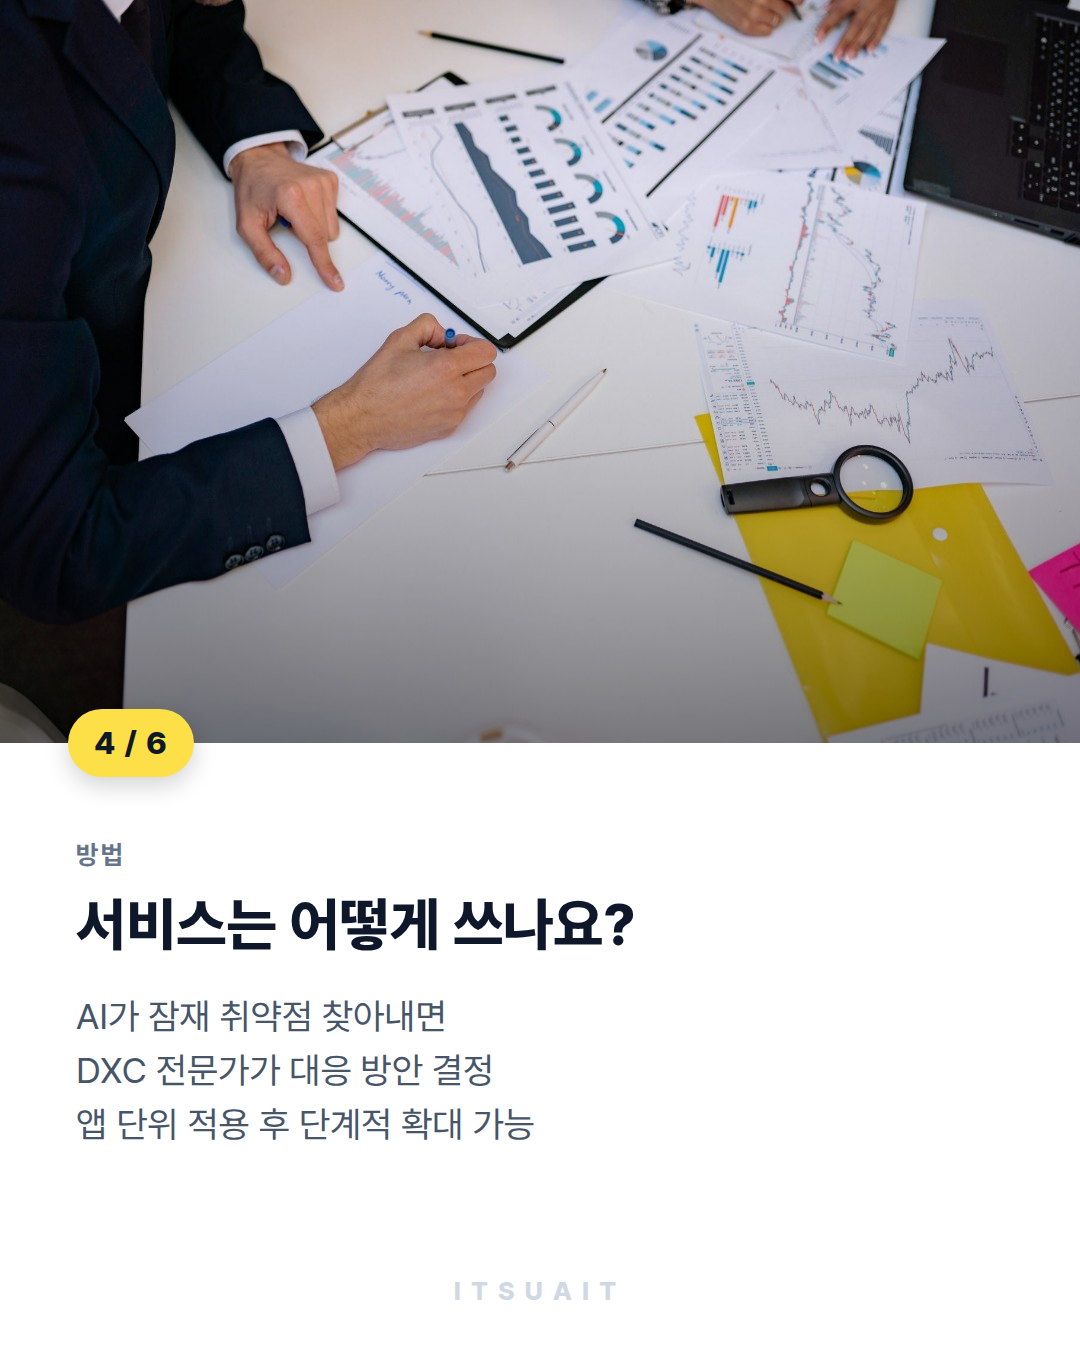 Money plan
4 / 6
방법
서비스는 어떻게 쓰나요?
AI가 잠재 취약점 찾아내면
DXC 전문가가 대응 방안 결정
앱 단위 적용 후 단계적 확대 가능
ITSUAIT